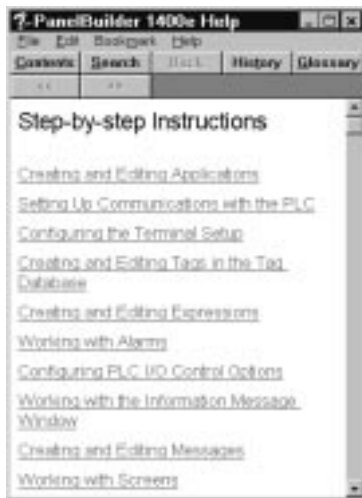 PanelBuilder 1400e Help
File Edit Bookmark Help
Contents Search Back History Glossary
<< >>
Step-by-step Instructions
Creating and Editing Applications
Setting Up Communications with the PLC
Configuring the Terminal Setup
Creating and Editing Tags in the Tag
Database
Creating and Editing Expressions
Working with Alarms
Configuring PLC I/O Control Options
Working with the Information Message
Window
Creating and Editing Messages
Working with Screens